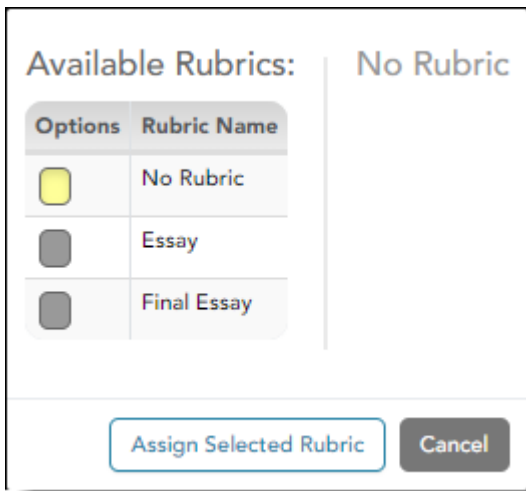 Available Rubrics:
No Rubric
Options Rubric Name
No Rubric
Essay
Final Essay
Assign Selected Rubric
Cancel